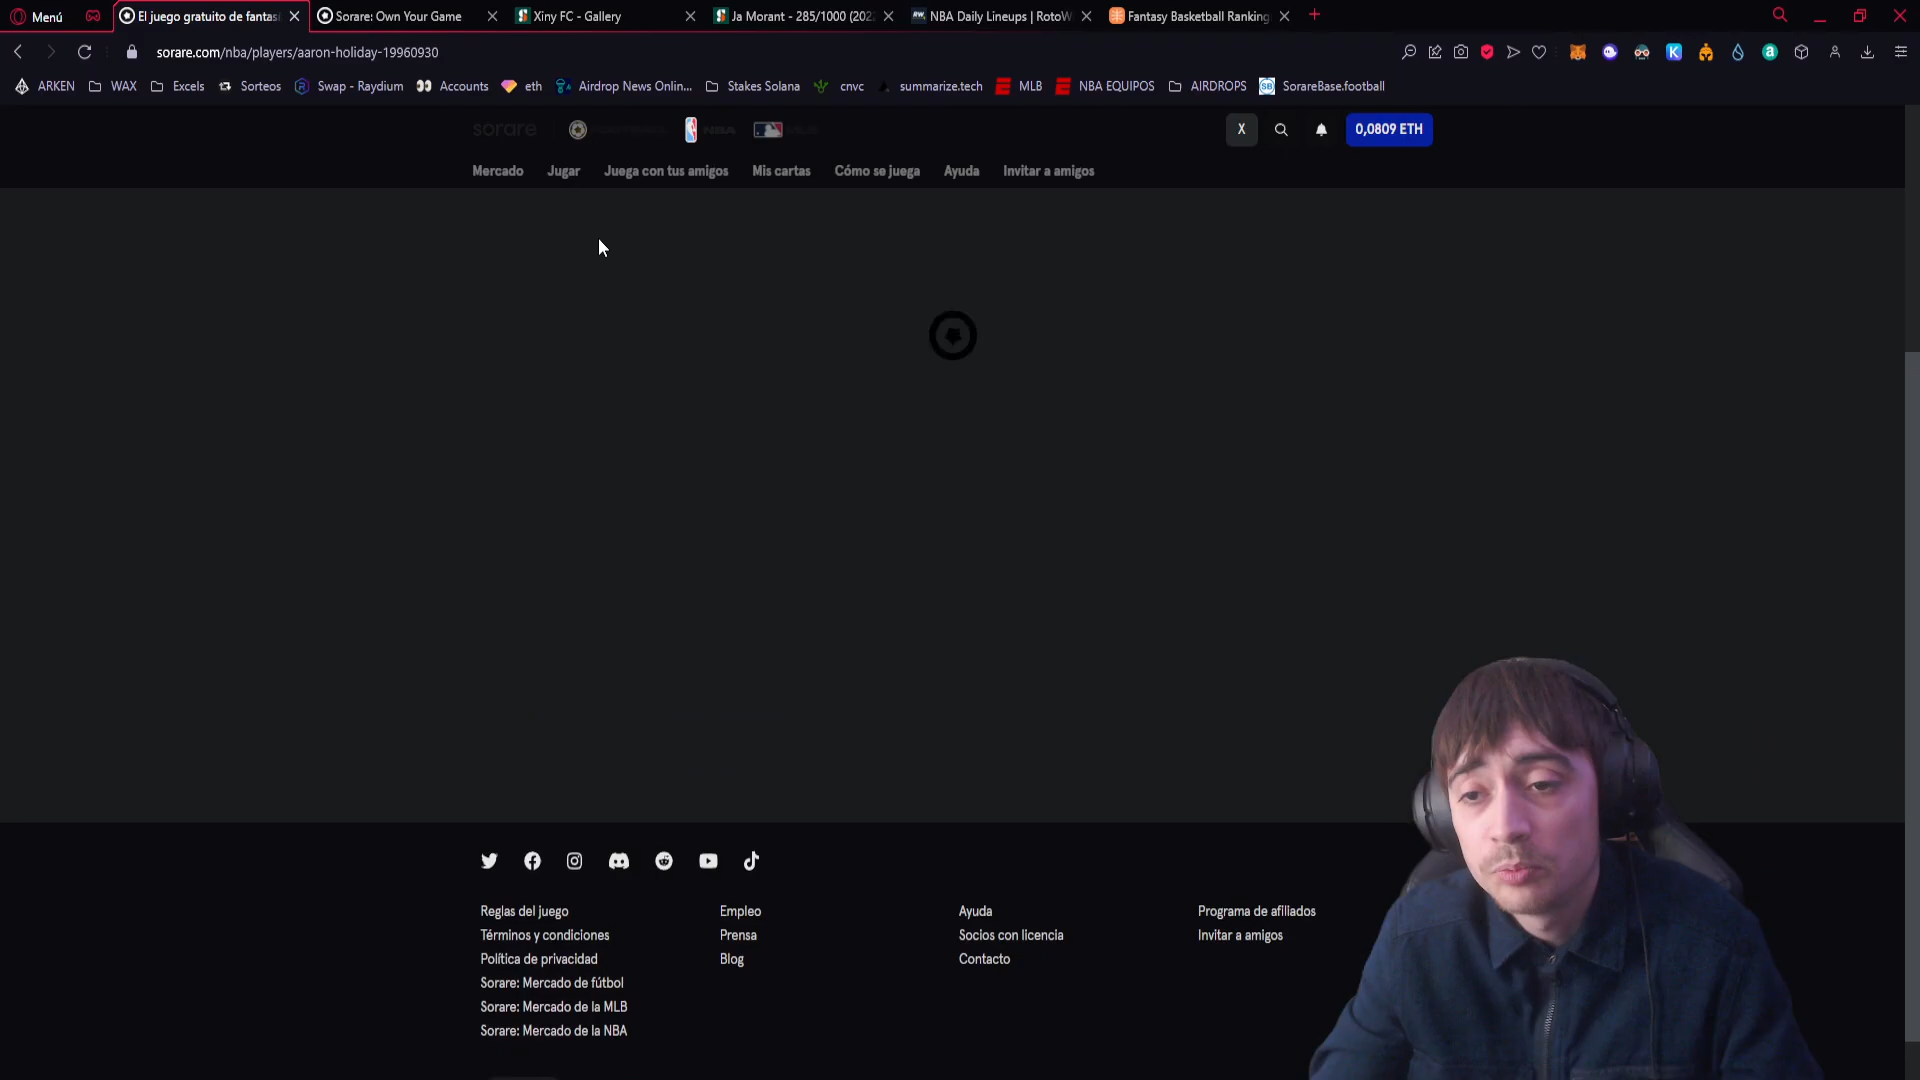 Menú
El juego gratuito de fantas
Sorare: Own Your Game
Xiny FC - Gallery
Ja Morant - 285/1000 (202
NBA Daily Lineups | RotoW
Fantasy Basketball Ranking
sorare.com/nba/players/aaron-holiday-19960930
ARKEN
WAX
Excels
Sorteos
Swap - Raydium
Accounts
eth
Airdrop News Onlin...
Stakes Solana
cnvc
summarize.tech
MLB
NBA EQUIPOS
AIRDROPS
SorareBase.football
sorare
NBA
MLB
X
0,0809 ETH
Mercado
Jugar
Juega con tus amigos
Mis cartas
Cómo se juega
Ayuda
Invitar a amigos
Reglas del juego
Términos y condiciones
Política de privacidad
Sorare: Mercado de fútbol
Sorare: Mercado de la MLB
Sorare: Mercado de la NBA
Empleo
Prensa
Blog
Ayuda
Socios con licencia
Contacto
Programa de afiliados
Invitar a amigos